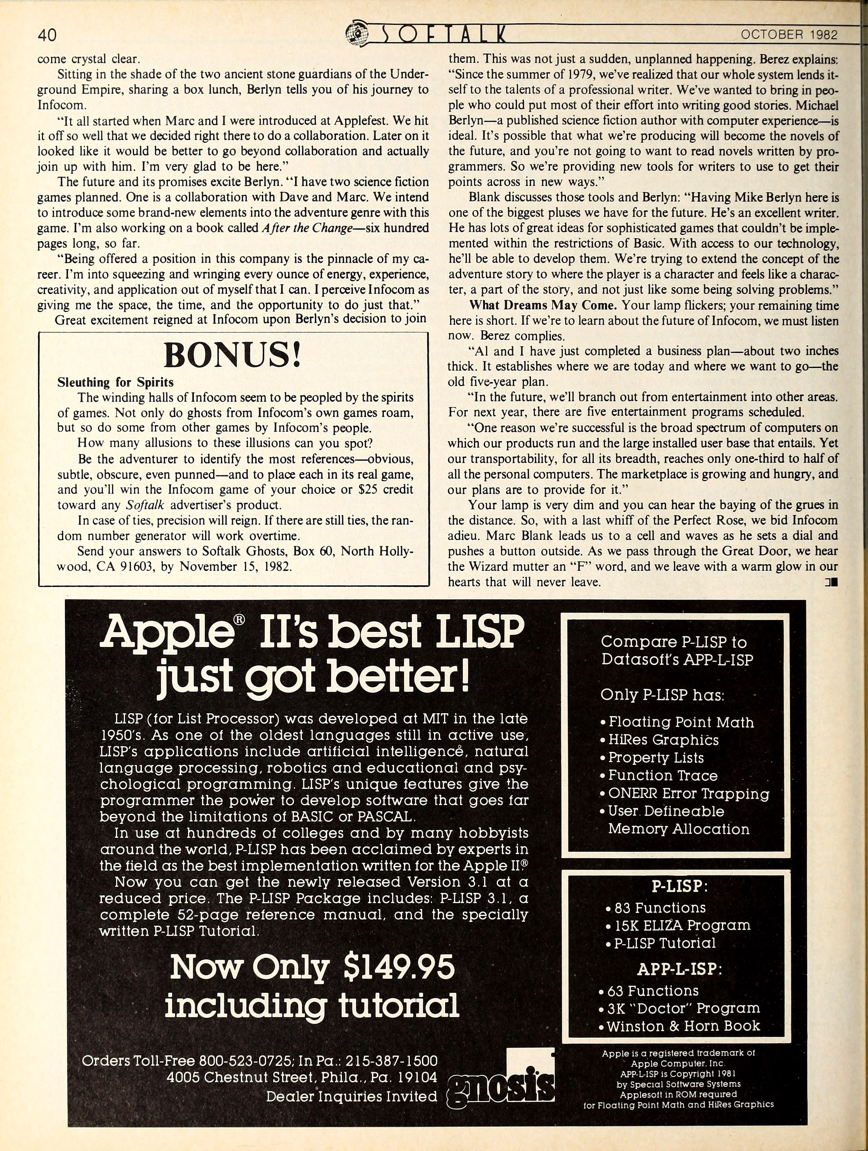 40
SOFTALK
OCTOBER 1982
come crystal clear.
Sitting in the shade of the two ancient stone guardians of the Under-
ground Empire, sharing a box lunch, Berlyn tells you of his journey to
Infocom.
“It all started when Marc and I were introduced at Applefest. We hit
it off so well that we decided right there to do a collaboration. Later on it
looked like it would be better to go beyond collaboration and actually
join up with him. I’m very glad to be here.”
The future and its promises excite Berlyn. “I have two science fiction
games planned. One is a collaboration with Dave and Marc. We intend
to introduce some brand-new elements into the adventure genre with this
game. I’m also working on a book called After the Change—six hundred
pages long, so far.
“Being offered a position in this company is the pinnacle of my ca-
reer. I’m into squeezing and wringing every ounce of energy, experience,
creativity, and application out of myself that I can. I perceive Infocom as
giving me the space, the time, and the opportunity to do just that.”
Great excitement reigned at Infocom upon Berlyn’s decision to join
BONUS!
Sleuthing for Spirits
The winding halls of Infocom seem to be peopled by the spirits
of games. Not only do ghosts from Infocom’s own games roam,
but so do some from other games by Infocom’s people.
How many allusions to these illusions can you spot?
Be the adventurer to identify the most references—obvious,
subtle, obscure, even punned—and to place each in its real game,
and you’ll win the Infocom game of your choice or $25 credit
toward any Softalk advertiser’s product.
In case of ties, precision will reign. If there are still ties, the ran-
dom number generator will work overtime.
Send your answers to Softalk Ghosts, Box 60, North Holly-
wood, CA 91603, by November 15, 1982.
them. This was not just a sudden, unplanned happening. Berez explains:
“Since the summer of 1979, we’ve realized that our whole system lends it-
self to the talents of a professional writer. We’ve wanted to bring in peo-
ple who could put most of their effort into writing good stories. Michael
Berlyn—a published science fiction author with computer experience—is
ideal. It’s possible that what we’re producing will become the novels of
the future, and you’re not going to want to read novels written by pro-
grammers. So we’re providing new tools for writers to use to get their
points across in new ways.”
Blank discusses those tools and Berlyn: “Having Mike Berlyn here is
one of the biggest pluses we have for the future. He’s an excellent writer.
He has lots of great ideas for sophisticated games that couldn’t be imple-
mented within the restrictions of Basic. With access to our technology,
he’ll be able to develop them. We’re trying to extend the concept of the
adventure story to where the player is a character and feels like a charac-
ter, a part of the story, and not just like some being solving problems.”
What Dreams May Come. Your lamp flickers; your remaining time
here is short. If we’re to learn about the future of Infocom, we must listen
now. Berez complies.
“Al and I have just completed a business plan—about two inches
thick. It establishes where we are today and where we want to go—the
old five-year plan.
“In the future, we’ll branch out from entertainment into other areas.
For next year, there are five entertainment programs scheduled.
“One reason we’re successful is the broad spectrum of computers on
which our products run and the large installed user base that entails. Yet
our transportability, for all its breadth, reaches only one-third to half of
all the personal computers. The marketplace is growing and hungry, and
our plans are to provide for it.”
Your lamp is very dim and you can hear the baying of the grues in
the distance. So, with a last whiff of the Perfect Rose, we bid Infocom
adieu. Marc Blank leads us to a cell and waves as he sets a dial and
pushes a button outside. As we pass through the Great Door, we hear
the Wizard mutter an “F” word, and we leave with a warm glow in our
hearts that will never leave.
Apple® II’s best LISP
just got better!
LISP (for List Processor) was developed at MIT in the late
1950’s. As one of the oldest languages still in active use,
LISP’s applications include artificial intelligence, natural
language processing, robotics and educational and psy-
chological programming. LISP’s unique features give the
programmer the power to develop software that goes far
beyond the limitations of BASIC or PASCAL.
In use at hundreds of colleges and by many hobbyists
around the world, P-LISP has been acclaimed by experts in
the field as the best implementation written for the Apple II®
Now you can get the newly released Version 3.1 at a
reduced price. The P-LISP Package includes: P-LISP 3.1, a
complete 52-page reference manual, and the specially
written P-LISP Tutorial.
Now Only $149.95
including tutorial
Orders Toll-Free 800-523-0725; In Pa.: 215-387-1500
4005 Chestnut Street, Phila., Pa. 19104
Dealer Inquiries Invited
gnosis
Compare P-LISP to
Datasoft’s APP-L-ISP
Only P-LISP has:
• Floating Point Math
• HiRes Graphics
• Property Lists
• Function Trace
• ONERR Error Trapping
• User Defineable
Memory Allocation
P-LISP:
• 83 Functions
• 15K ELIZA Program
• P-LISP Tutorial
APP-L-ISP:
• 63 Functions
• 3K “Doctor” Program
• Winston & Horn Book
Apple is a registered trademark of
Apple Computer, Inc.
APP-L-ISP is Copyright 1981
by Special Software Systems
Applesoft in ROM required
for Floating Point Math and HiRes Graphics